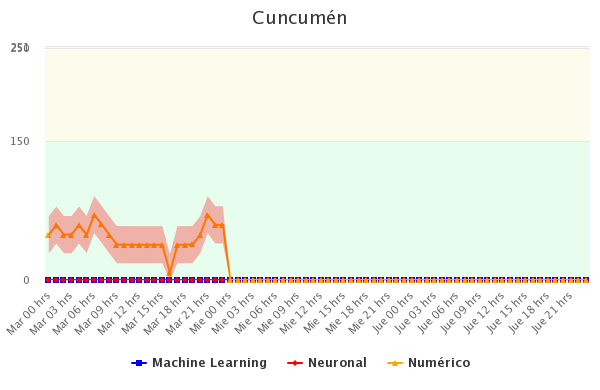 Cuncumén
250
150
0
Mar 00 hrs
Mar 03 hrs
Mar 06 hrs
Mar 09 hrs
Mar 12 hrs
Mar 15 hrs
Mar 18 hrs
Mar 21 hrs
Mie 00 hrs
Mie 03 hrs
Mie 06 hrs
Mie 09 hrs
Mie 12 hrs
Mie 15 hrs
Mie 18 hrs
Mie 21 hrs
Jue 00 hrs
Jue 03 hrs
Jue 06 hrs
Jue 09 hrs
Jue 12 hrs
Jue 15 hrs
Jue 18 hrs
Jue 21 hrs
Machine Learning
Neuronal
Numérico